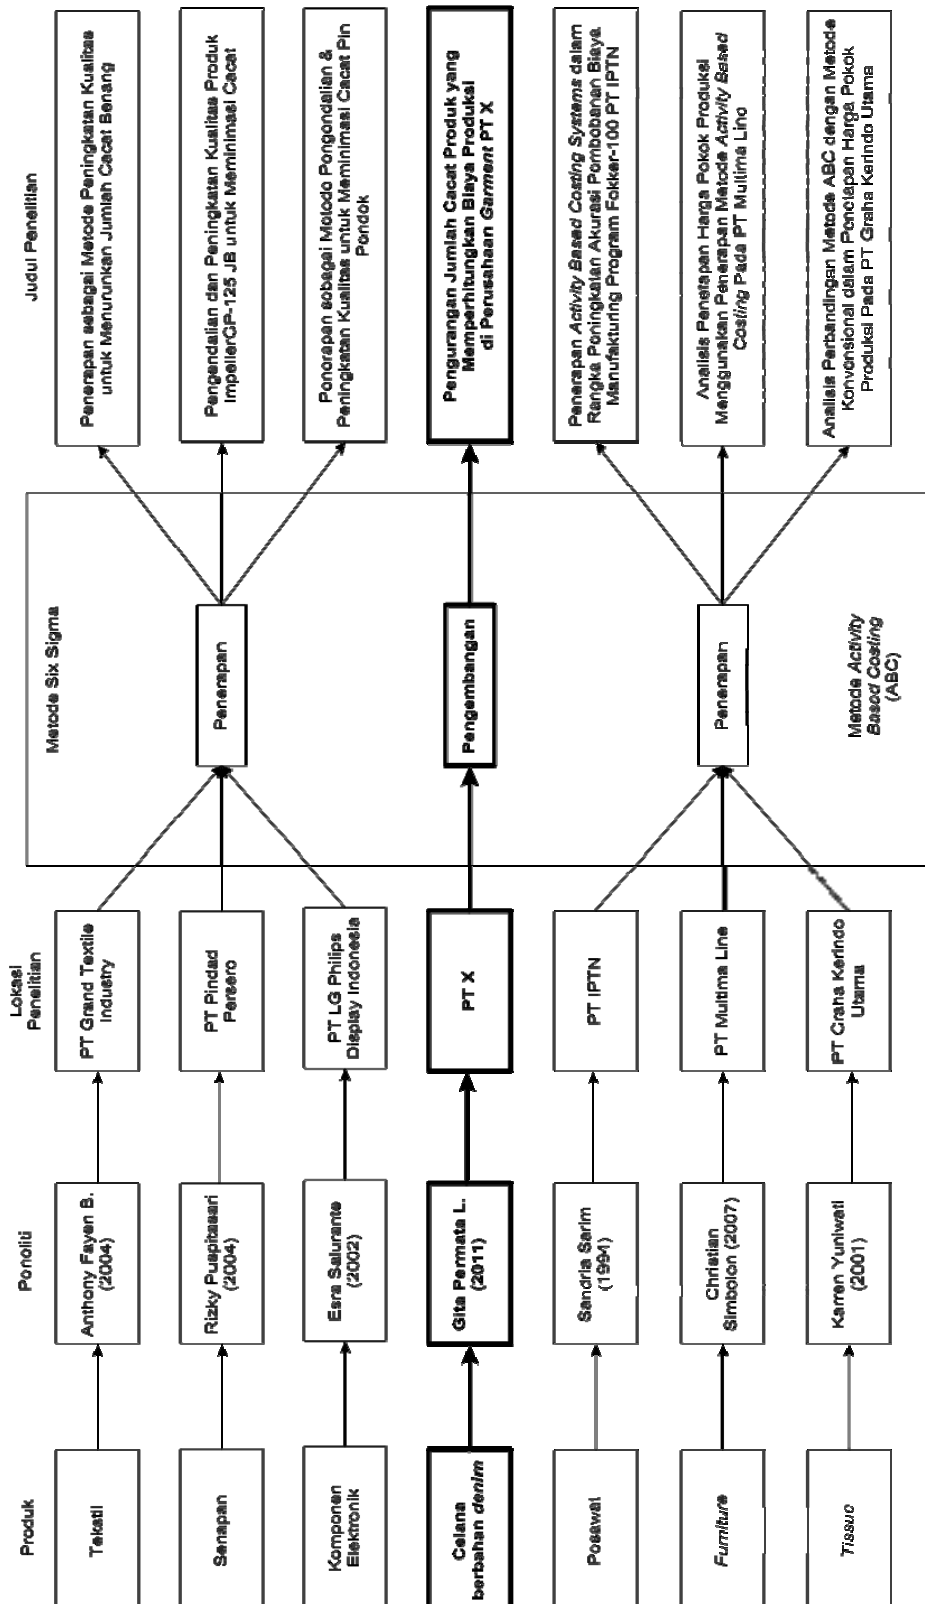 Produk
Peneliti
Lokasi
Penelitian
Judul Penelitian
Metode Six Sigma
Tekstil
Anthony Fayen B.
(2004)
PT Grand Textile
Industry
Penerapan sebagai Metode Peningkatan Kualitas
untuk Menurunkan Jumlah Cacat Benang
Senapan
Rizky Puspitasari
(2004)
PT Pindad
Persero
Penerapan
Pengendalian dan Peningkatan Kualitas Produk
ImpellerGP-125 JB untuk Meminimasi Cacat
Komponen
Elektronik
Esra Salurante
(2002)
PT LG Philips
Display Indonesia
Penerapan sebagai Metode Pengendalian &
Peningkatan Kualitas untuk Meminimasi Cacat Pin
Pendek
Celana
berbahan denim
Gita Permata L.
(2011)
PT X
Pengembangan
Pengurangan Jumlah Cacat Produk yang
Memperhitungkan Biaya Produksi
di Perusahan Garment PT X
Pesawat
Sandria Sarim
(1994)
PT IPTN
Penerapan Activity Based Costing Systems dalam
Rangka Peningkatan Akurasi Pembebanan Biaya
Manufakturing Program Fokker-100 PT IPTN
Furniture
Christian
Simbolon (2007)
PT Multima Line
Penerapan
Analisis Penetapan Harga Pokok Produksi
Menggunakan Penerapan Metode Activity Based
Costing Pada PT Multima Line
Tissue
Karren Yuniwati
(2001)
PT Graha Kerindo
Utama
Analisis Perbandingan Metode ABC dengan Metode
Konvensional dalam Penetapan Harga Pokok
Produksi Pada PT Graha Kerindo Utama
Metode Activity
Based Costing
(ABC)